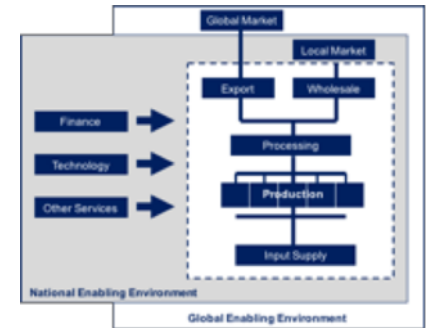 Global Market
Local Market
Export
Wholesale
Finance
Processing
Technology
Production
Other Services
Input Supply
National Enabling Environment
Global Enabling Environment